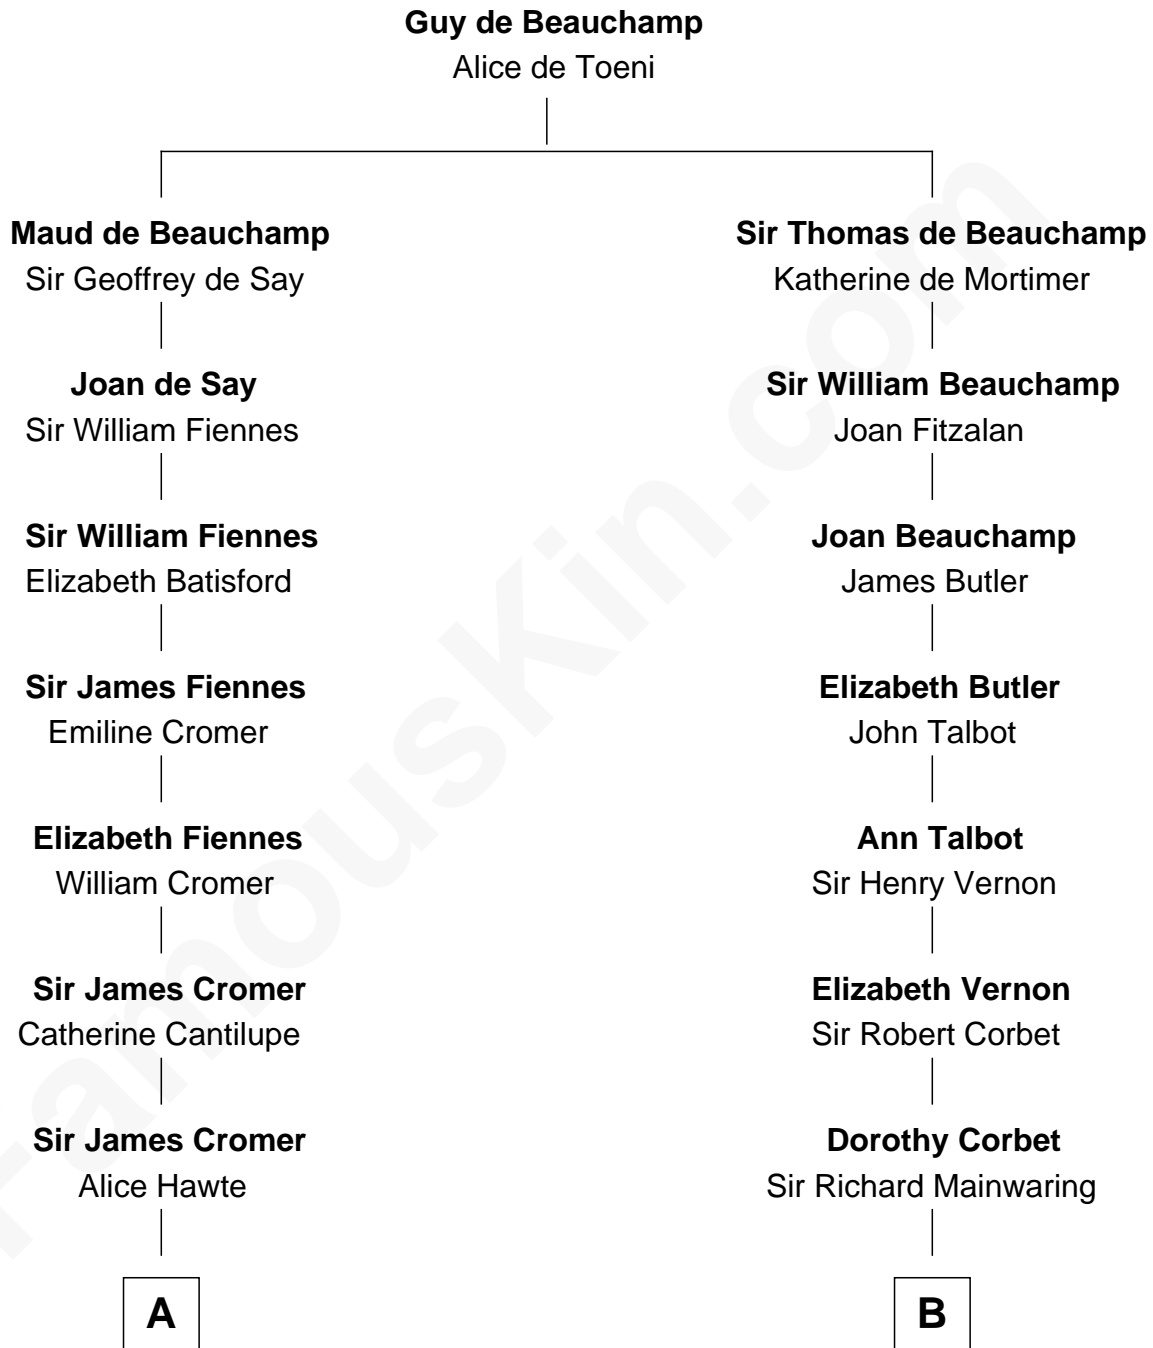 Guy de Beauchamp
Alice de Toeni
Maud de Beauchamp
Sir Geoffrey de Say
Sir Thomas de Beauchamp
Katherine de Mortimer
Joan de Say
Sir William Fiennes
Sir William Beauchamp
Joan Fitzalan
Sir William Fiennes
Elizabeth Batisford
Joan Beauchamp
James Butler
Sir James Fiennes
Emiline Cromer
Elizabeth Butler
John Talbot
Elizabeth Fiennes
William Cromer
Ann Talbot
Sir Henry Vernon
Sir James Cromer
Catherine Cantilupe
Elizabeth Vernon
Sir Robert Corbet
Sir James Cromer
Alice Hawte
Dorothy Corbet
Sir Richard Mainwaring
A
B
FamousKin.com